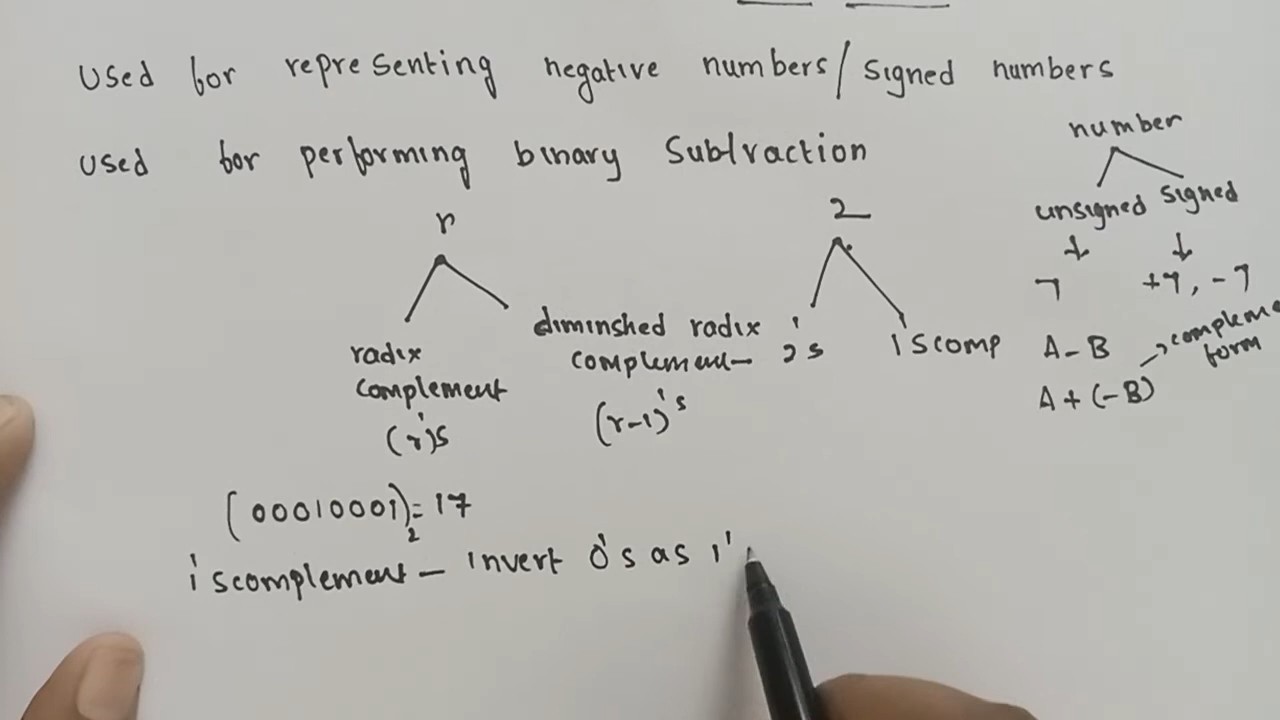 used for representing negative numbers/signed numbers
used for performing binary Subtraction
number
unsigned signed
7 +7, -7
A-B
A+(-B) → compleme form
r
radix complement (r)'s
diminshed radix complement- (r-1)'s
2
2's 1's comp
(00010001)2 = 17
1's complement - invert 0's as 1'